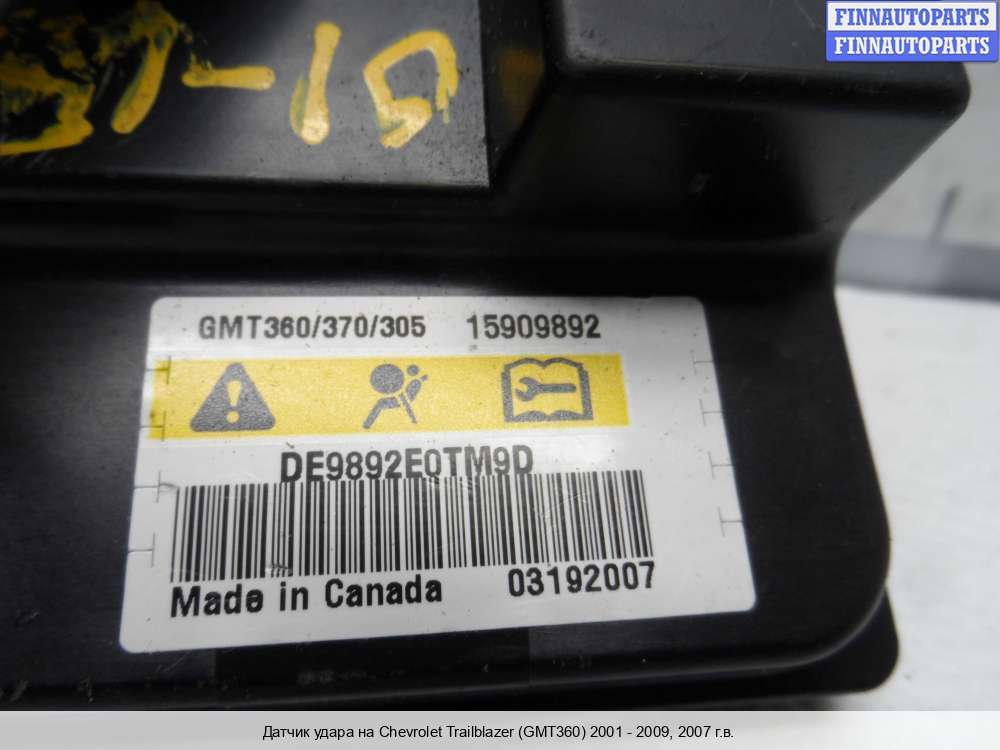 FINNAUTOPARTS
FINNAUTOPARTS
GMT360/370/305 15909892
DE9892E0TM9D
Made in Canada 03192007
Датчик удара на Chevrolet Trailblazer (GMT360) 2001 - 2009, 2007 г.в.